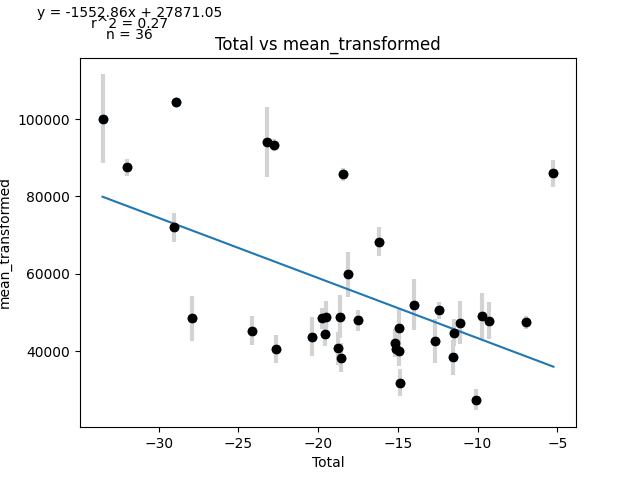 y = -1552.86x + 27871.05
r^2 = 0.27
n = 36
Total vs mean_transformed
100000
80000
60000
40000
mean_transformed
−30
−25
−20
−15
−10
−5
Total